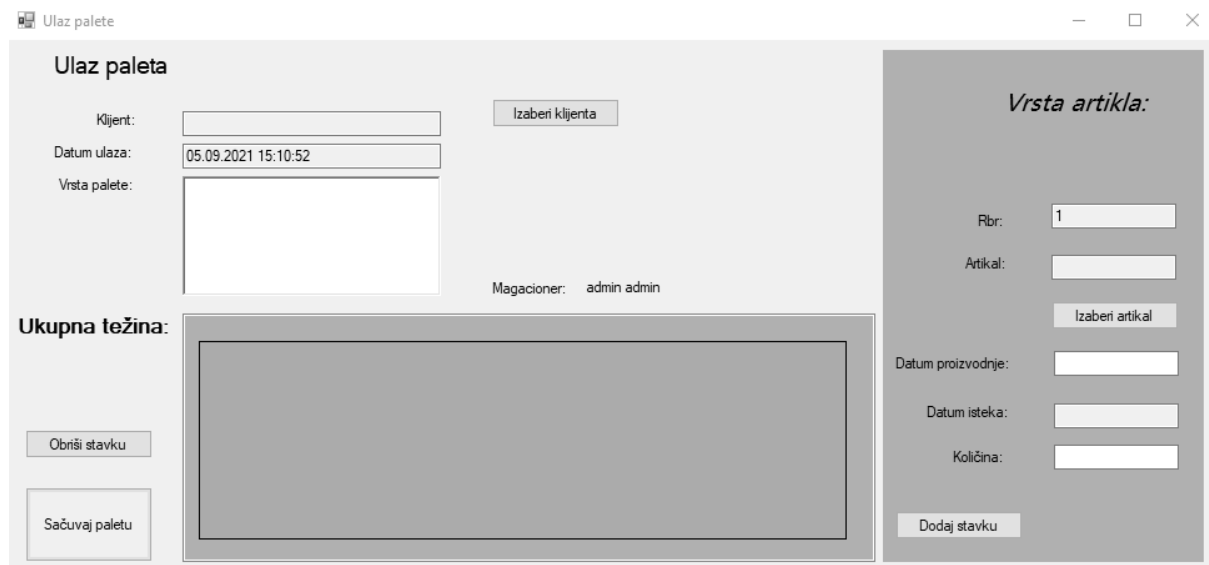 Ulaz palete
Ulaz paleta
Klijent:
Izaberi klijenta
Datum ulaza: 05.09.2021 15:10:52
Vrsta palete:
Magacioner: admin admin
Ukupna težina:
Obriši stavku
Sačuvaj paletu
Vrsta artikla:
Rbr: 1
Artikal:
Izaberi artikal
Datum proizvodnje:
Datum isteka:
Količina:
Dodaj stavku